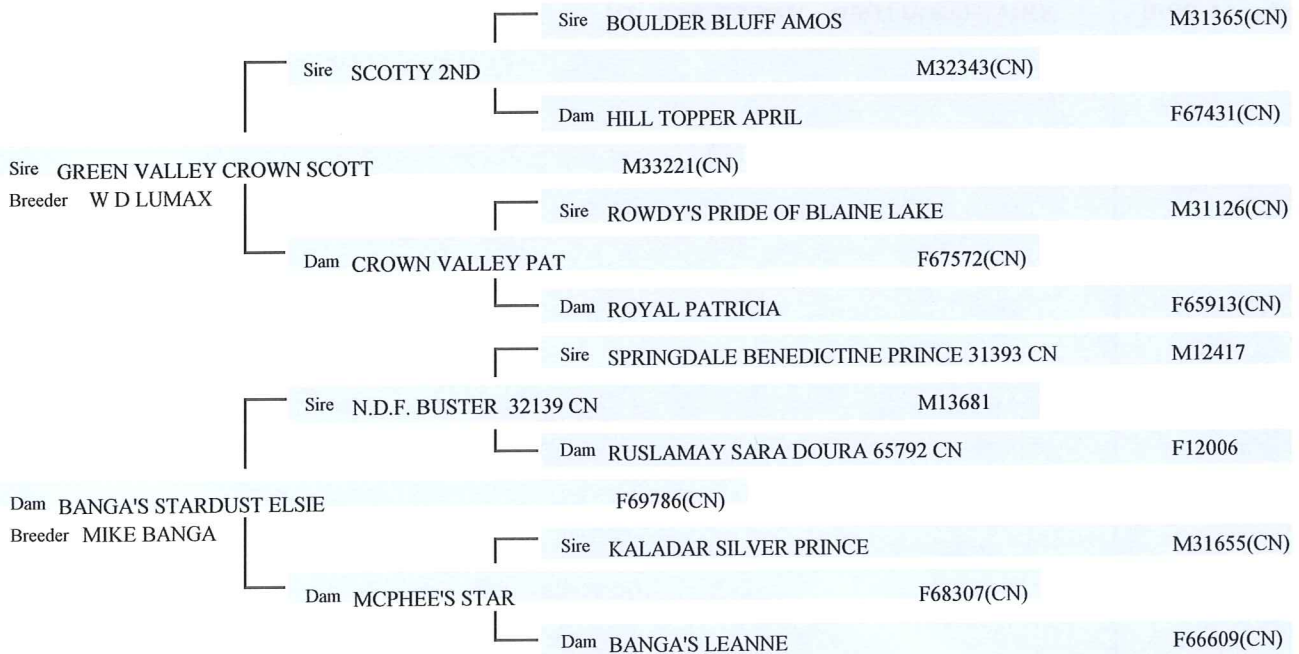 Sire BOULDER BLUFF AMOS M31365(CN)
Sire SCOTTY 2ND M32343(CN)
Dam HILL TOPPER APRIL F67431(CN)
Sire GREEN VALLEY CROWN SCOTT M33221(CN)
Breeder W D LUMAX
Sire ROWDY'S PRIDE OF BLAINE LAKE M31126(CN)
Dam CROWN VALLEY PAT F67572(CN)
Dam ROYAL PATRICIA F65913(CN)
Sire SPRINGDALE BENEDICTINE PRINCE 31393 CN M12417
Sire N.D.F. BUSTER 32139 CN M13681
Dam RUSLAMAY SARA DOURA 65792 CN F12006
Dam BANGA'S STARDUST ELSIE F69786(CN)
Breeder MIKE BANGA
Sire KALADAR SILVER PRINCE M31655(CN)
Dam MCPHEE'S STAR F68307(CN)
Dam BANGA'S LEANNE F66609(CN)